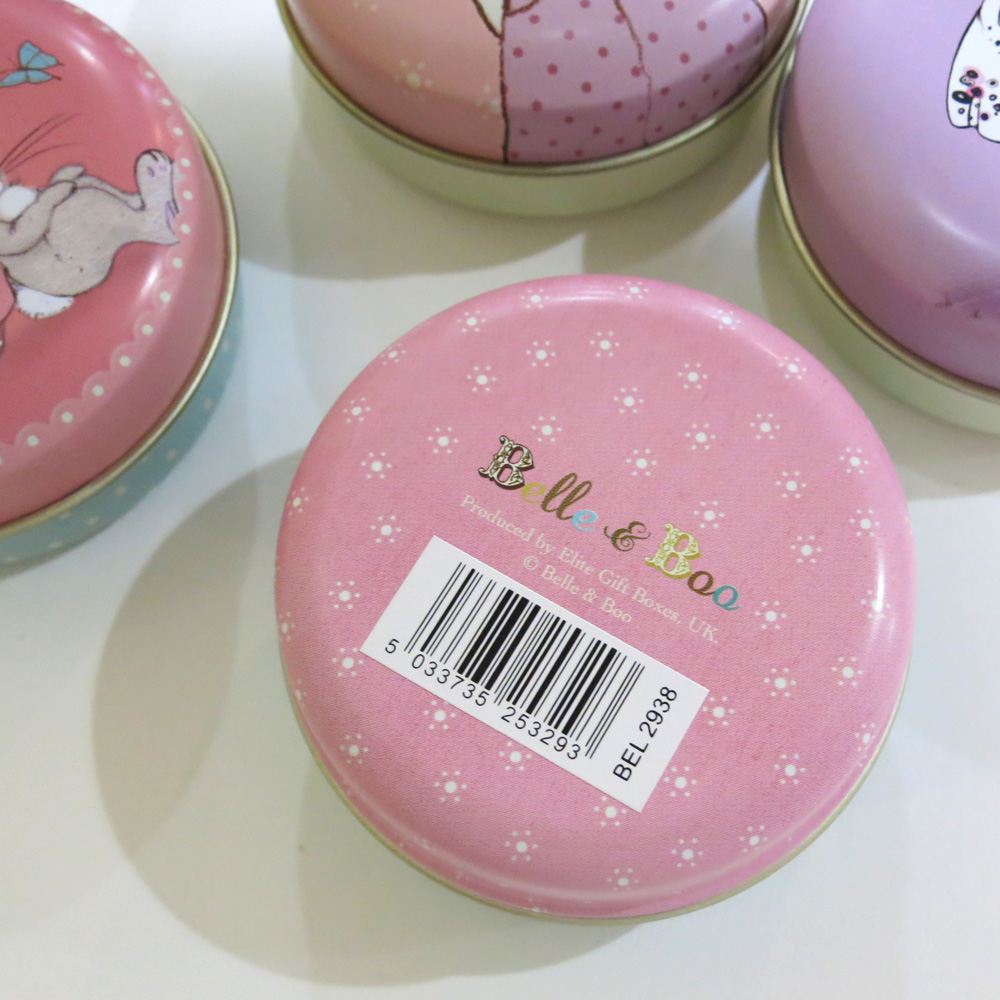 Belle & Boo
Produced by Elite Gift Boxes, UK.
© Belle & Boo
5 033735 253293
BEL 2938